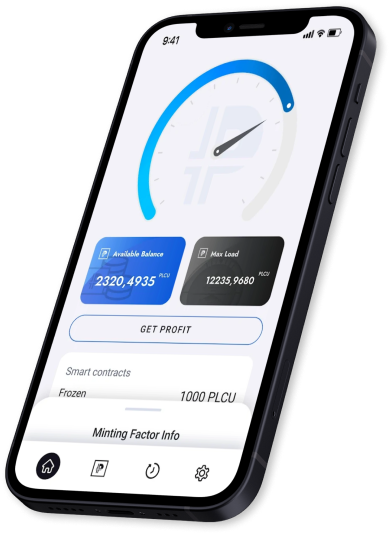 9:41
Available Balance
2320,4935 PLCU
Max Load
12235,9680 PLCU
GET PROFIT
Smart contracts
Frozen 1000 PLCU
Minting Factor Info